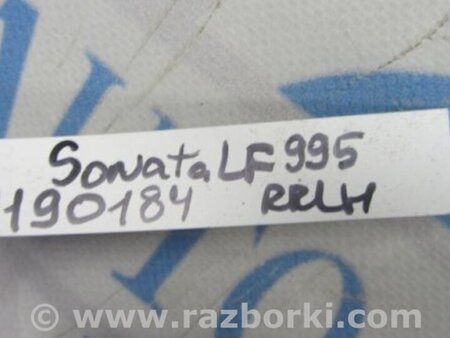 Sonata LF 995
190184 RRLH
www.razborki.com